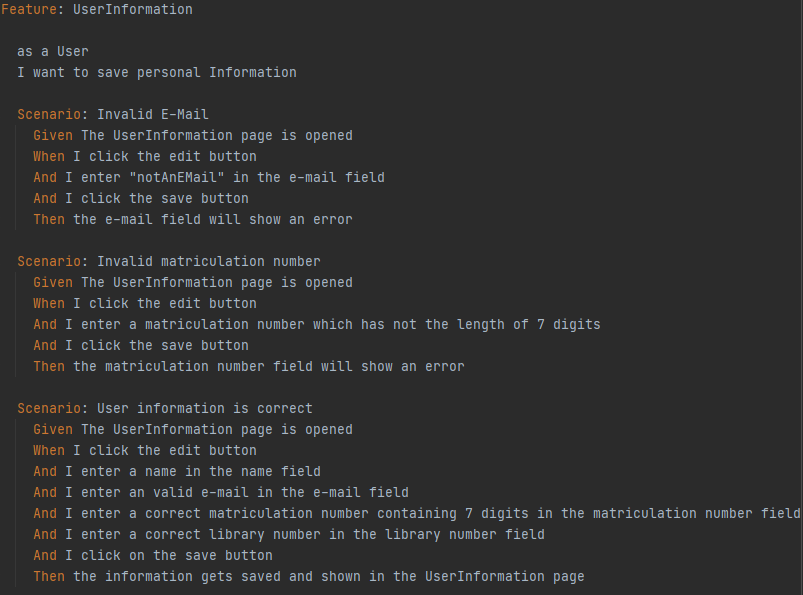 Feature: UserInformation
as a User
I want to save personal Information
Scenario: Invalid E-Mail
Given The UserInformation page is opened
When I click the edit button
And I enter "notAnEMail" in the e-mail field
And I click the save button
Then the e-mail field will show an error
Scenario: Invalid matriculation number
Given The UserInformation page is opened
When I click the edit button
And I enter a matriculation number which has not the length of 7 digits
And I click the save button
Then the matriculation number field will show an error
Scenario: User information is correct
Given The UserInformation page is opened
When I click the edit button
And I enter a name in the name field
And I enter an valid e-mail in the e-mail field
And I enter a correct matriculation number containing 7 digits in the matriculation number field
And I enter a correct library number in the library number field
And I click on the save button
Then the information gets saved and shown in the UserInformation page